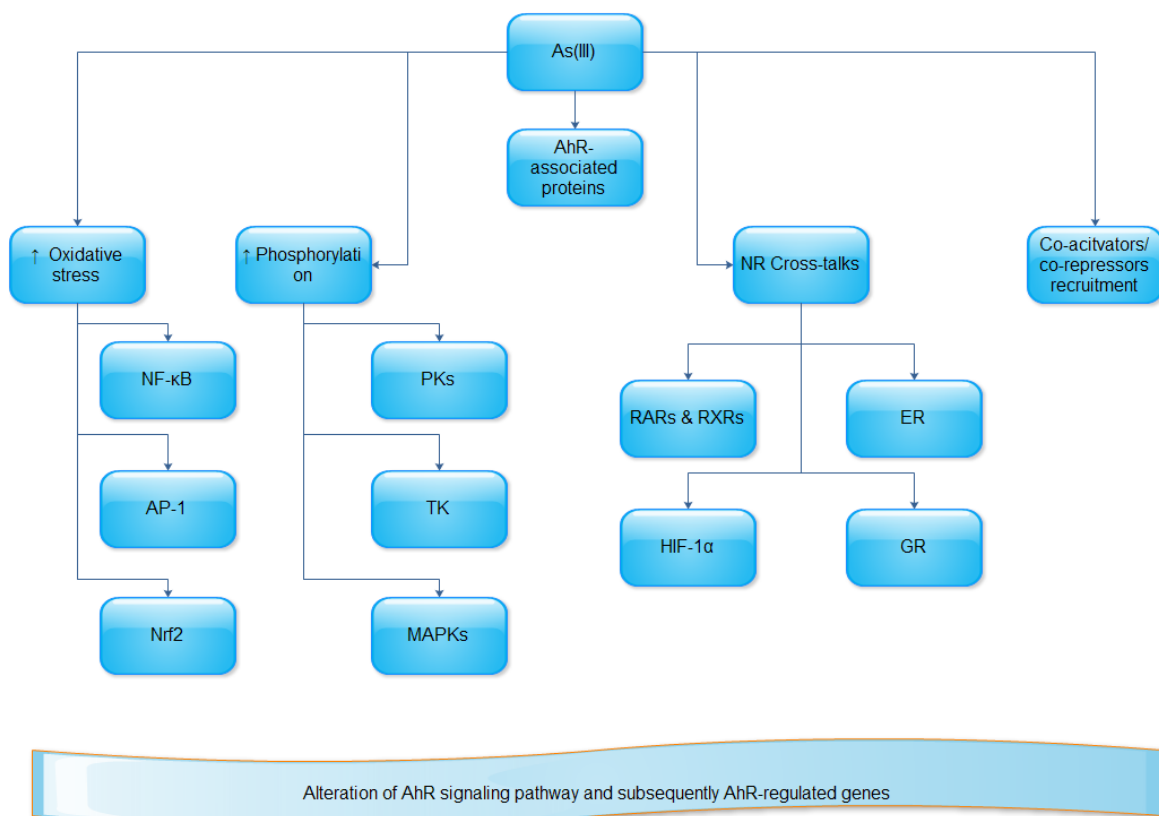 As(III)
AhR-
associated
proteins
↑ Oxidative
stress
↑ Phosphorylati
on
NR Cross-talks
Co-acitvators/
co-repressors
recruitment
NF-κB
PKs
RARs & RXRs
ER
AP-1
TK
HIF-1α
GR
Nrf2
MAPKs
Alteration of AhR signaling pathway and subsequently AhR-regulated genes